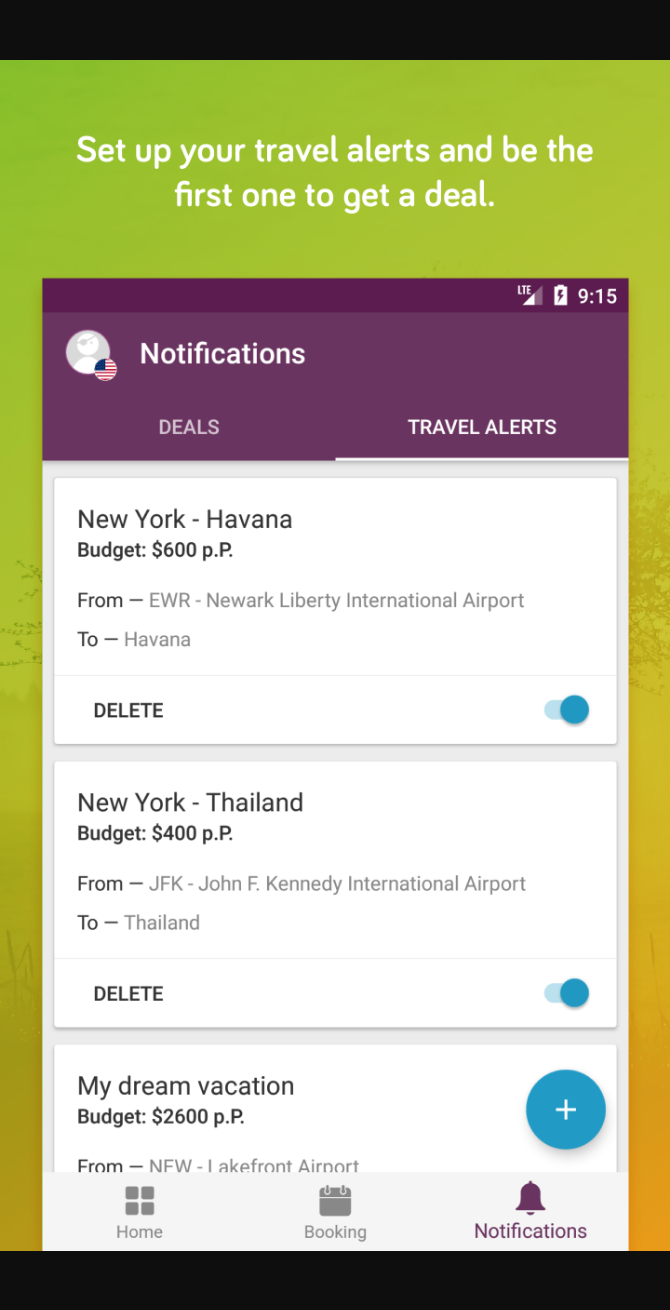 Set up your travel alerts and be the
first one to get a deal.
LTE 9:15
Notifications
DEALS TRAVEL ALERTS
New York - Havana
Budget: $600 p.P.
From — EWR - Newark Liberty International Airport
To — Havana
DELETE
New York - Thailand
Budget: $400 p.P.
From — JFK - John F. Kennedy International Airport
To — Thailand
DELETE
My dream vacation
Budget: $2600 p.P.
From — NEW - Lakefront Airport
Home Booking Notifications